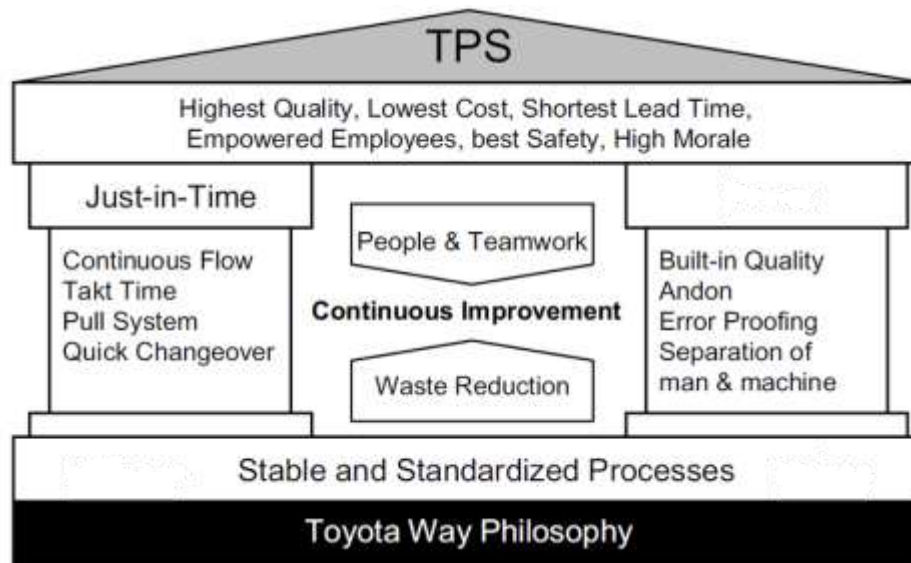 TPS
Highest Quality, Lowest Cost, Shortest Lead Time,
Empowered Employees, best Safety, High Morale
Just-in-Time
Continuous Flow
Takt Time
Pull System
Quick Changeover
People & Teamwork
Continuous Improvement
Waste Reduction
Built-in Quality
Andon
Error Proofing
Separation of
man & machine
Stable and Standardized Processes
Toyota Way Philosophy